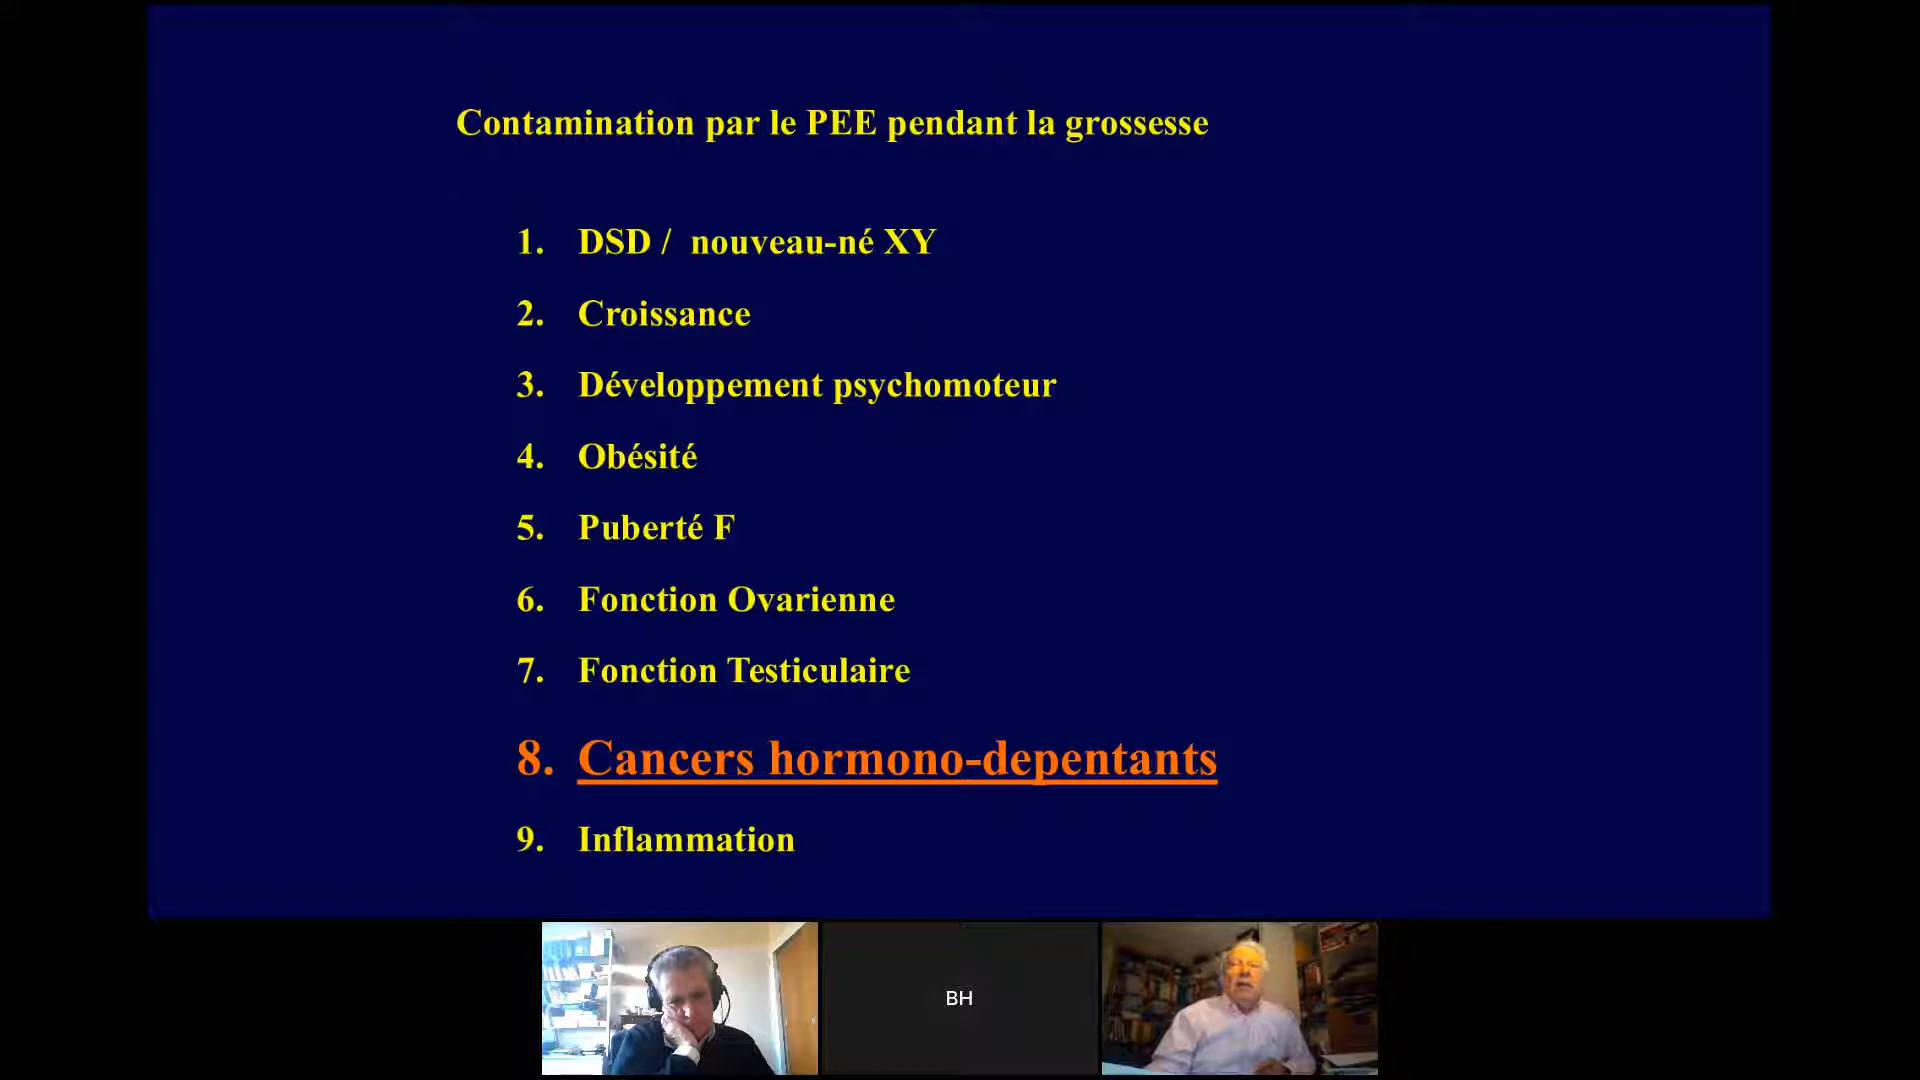 Contamination par le PEE pendant la grossesse
1. DSD / nouveau-né XY
2. Croissance
3. Développement psychomoteur
4. Obésité
5. Puberté F
6. Fonction Ovarienne
7. Fonction Testiculaire
8. Cancers hormono-depentants
9. Inflammation
BH